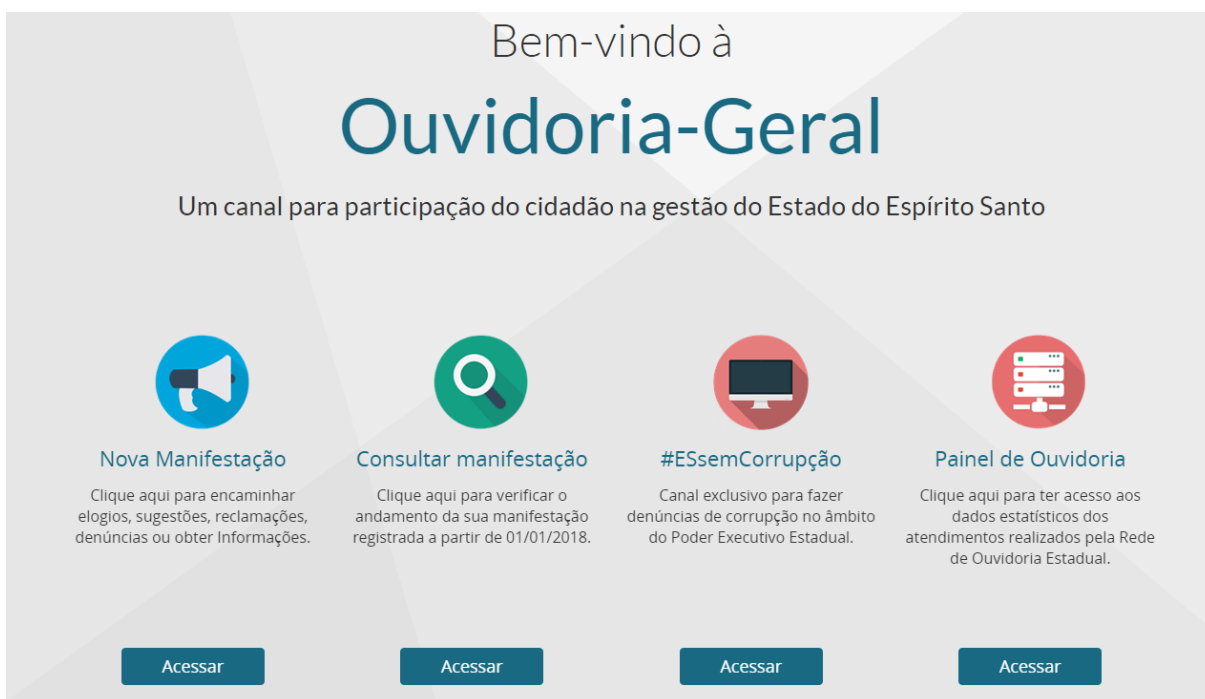 Bem-vindo à
Ouvidoria-Geral
Um canal para participação do cidadão na gestão do Estado do Espírito Santo
Nova Manifestação
Clique aqui para encaminhar
elogios, sugestões, reclamações,
denúncias ou obter Informações.
Acessar
Consultar manifestação
Clique aqui para verificar o
andamento da sua manifestação
registrada a partir de 01/01/2018.
Acessar
#ESsemCorrupção
Canal exclusivo para fazer
denúncias de corrupção no âmbito
do Poder Executivo Estadual.
Acessar
Painel de Ouvidoria
Clique aqui para ter acesso aos
dados estatísticos dos
atendimentos realizados pela Rede
de Ouvidoria Estadual.
Acessar